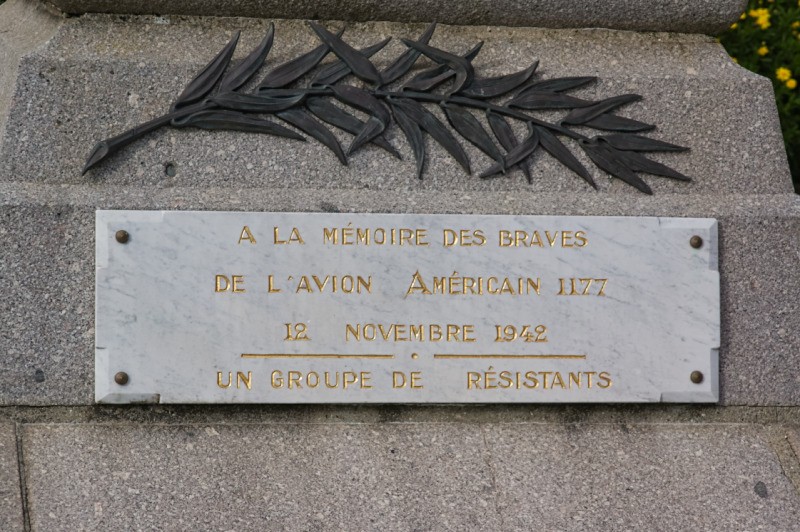 A LA MÉMOIRE DES BRAVES
DE L'AVION AMÉRICAIN 1177
12 NOVEMBRE 1942
UN GROUPE DE RÉSISTANTS